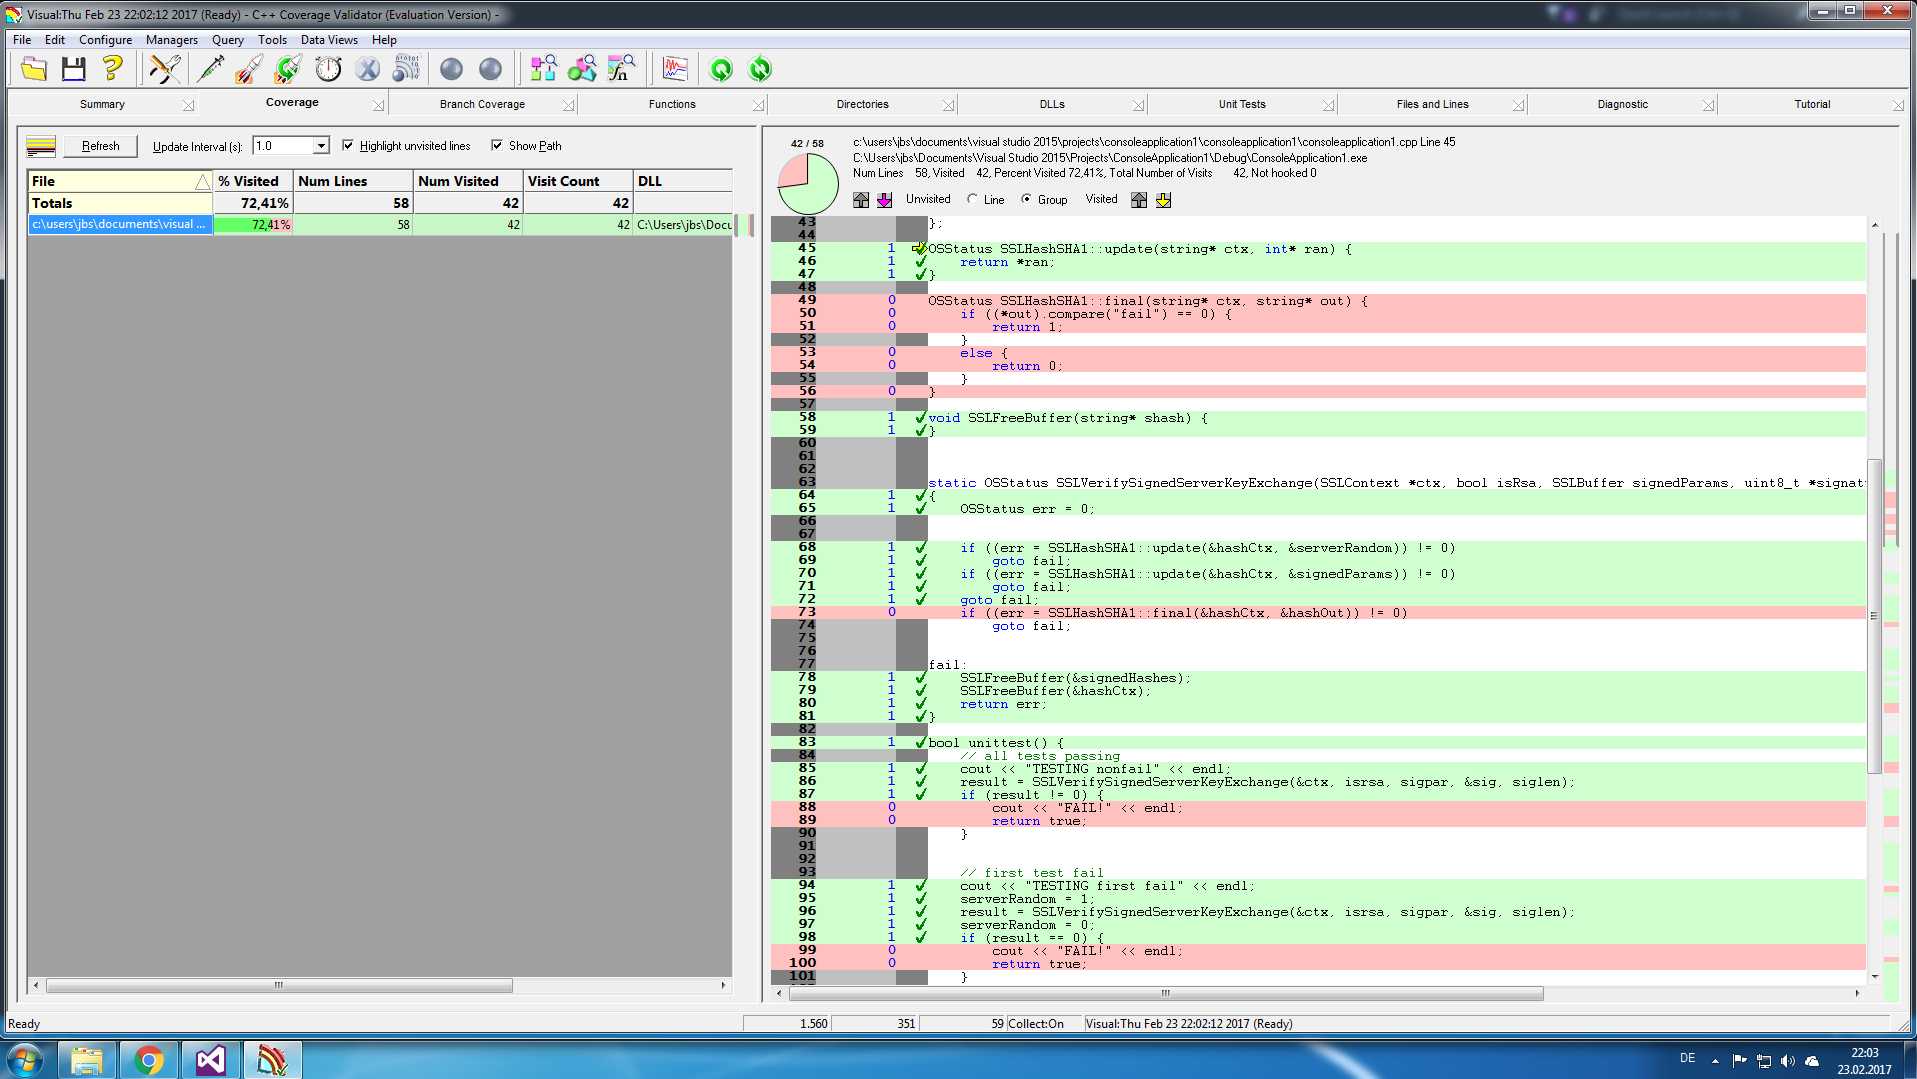 Visual:Thu Feb 23 22:02:12 2017 (Ready) - C++ Coverage Validator (Evaluation Version) -
File Edit Configure Managers Query Tools Data Views Help
Summary Coverage Branch Coverage Functions Directories DLLs Unit Tests Files and Lines Diagnostic Tutorial
Refresh Update Interval (s): 1.0 Highlight unvisited lines Show Path
File % Visited Num Lines Num Visited Visit Count DLL
Totals 72,41% 58 42 42
c:\users\jbs\documents\visual ... 72,41% 58 42 42 C:\Users\jbs\Docu
42 / 58
c:\users\jbs\documents\visual studio 2015\projects\consoleapplication1\consoleapplication1\consoleapplication1.cpp Line 45
C:\Users\jbs\Documents\Visual Studio 2015\Projects\ConsoleApplication1\Debug\ConsoleApplication1.exe
Num Lines 58, Visited 42, Percent Visited 72,41%, Total Number of Visits 42, Not hooked 0
Unvisited Line Group Visited
43 };
44
45 1 OSStatus SSLHashSHA1::update(string* ctx, int* ran) {
46 1 return *ran;
47 1 }
48
49 0 OSStatus SSLHashSHA1::final(string* ctx, string* out) {
50 0 if ((*out).compare("fail") == 0) {
51 0 return 1;
52 }
53 0 else {
54 0 return 0;
55 }
56 0 }
57
58 1 void SSLFreeBuffer(string* shash) {
59 1 }
60
61
62
63 static OSStatus SSLVerifySignedServerKeyExchange(SSLContext *ctx, bool isRsa, SSLBuffer signedParams, uint8_t *signat
64 1 {
65 1 OSStatus err = 0;
66
67
68 1 if ((err = SSLHashSHA1::update(&hashCtx, &serverRandom)) != 0)
69 1 goto fail;
70 1 if ((err = SSLHashSHA1::update(&hashCtx, &signedParams)) != 0)
71 1 goto fail;
72 1 goto fail;
73 0 if ((err = SSLHashSHA1::final(&hashCtx, &hashOut)) != 0)
74 goto fail;
75
76
77 fail:
78 1 SSLFreeBuffer(&signedHashes);
79 1 SSLFreeBuffer(&hashCtx);
80 1 return err;
81 1 }
82
83 1 bool unittest() {
84 // all tests passing
85 1 cout << "TESTING nonfail" << endl;
86 1 result = SSLVerifySignedServerKeyExchange(&ctx, isrsa, sigpar, &sig, siglen);
87 1 if (result != 0) {
88 0 cout << "FAIL!" << endl;
89 0 return true;
90 }
91
92
93 // first test fail
94 1 cout << "TESTING first fail" << endl;
95 1 serverRandom = 1;
96 1 result = SSLVerifySignedServerKeyExchange(&ctx, isrsa, sigpar, &sig, siglen);
97 1 serverRandom = 0;
98 1 if (result == 0) {
99 0 cout << "FAIL!" << endl;
100 0 return true;
101 }
Ready 1.560 351 59 Collect:On Visual:Thu Feb 23 22:02:12 2017 (Ready)
DE 22:03
23.02.2017